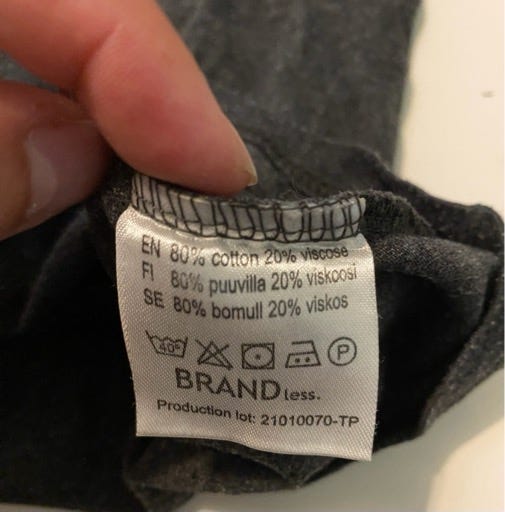 EN 80% cotton 20% viscose
FI 80% puuvilla 20% viskoosi
SE 80% bomull 20% viskos
40° P
BRANDless.
Production lot: 21010070-TP